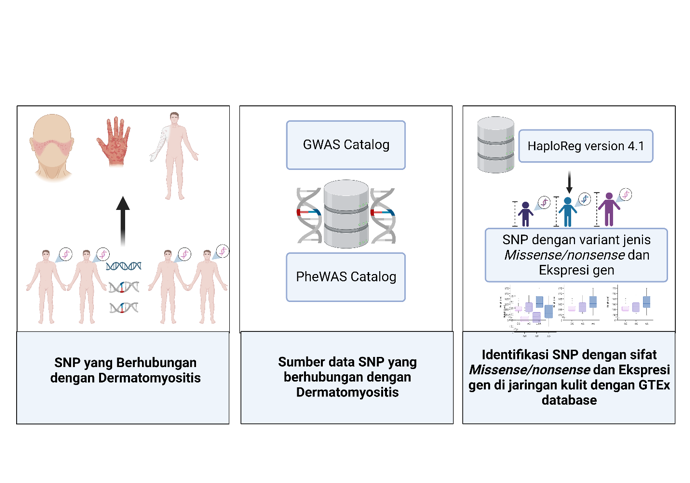 GWAS Catalog
PheWAS Catalog
HaploReg version 4.1
SNP dengan variant jenis
Missense/nonsense dan
Ekspresi gen
SNP yang Berhubungan
dengan Dermatomyositis
Sumber data SNP yang
berhubungan dengan
Dermatomyositis
Identifikasi SNP dengan sifat
Missense/nonsense dan Ekspresi
gen di jaringan kulit dengan GTEx
database